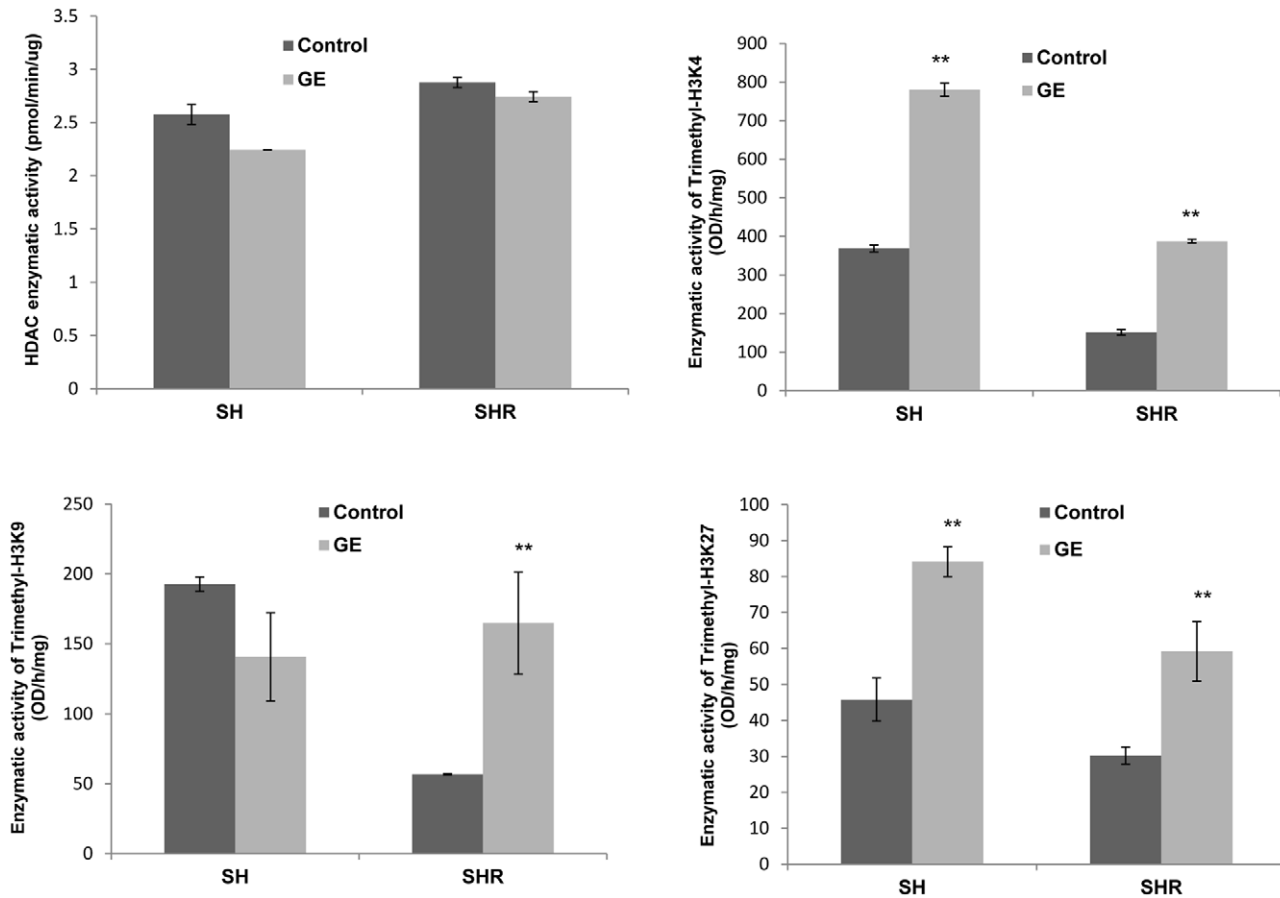 HDAC enzymatic activity (pmol/min/ug)
3.5
3
2.5
2
1.5
1
0.5
0
Control
GE
SH
SHR
Enzymatic activity of Trimethyl-H3K4
(OD/h/mg)
900
800
700
600
500
400
300
200
100
0
**
**
Control
GE
SH
SHR
Enzymatic activity of Trimethyl-H3K9
(OD/h/mg)
250
200
150
100
50
0
Control
GE
**
SH
SHR
Enzymatic activity of Trimethyl-H3K27
(OD/h/mg)
100
90
80
70
60
50
40
30
20
10
0
**
**
Control
GE
SH
SHR